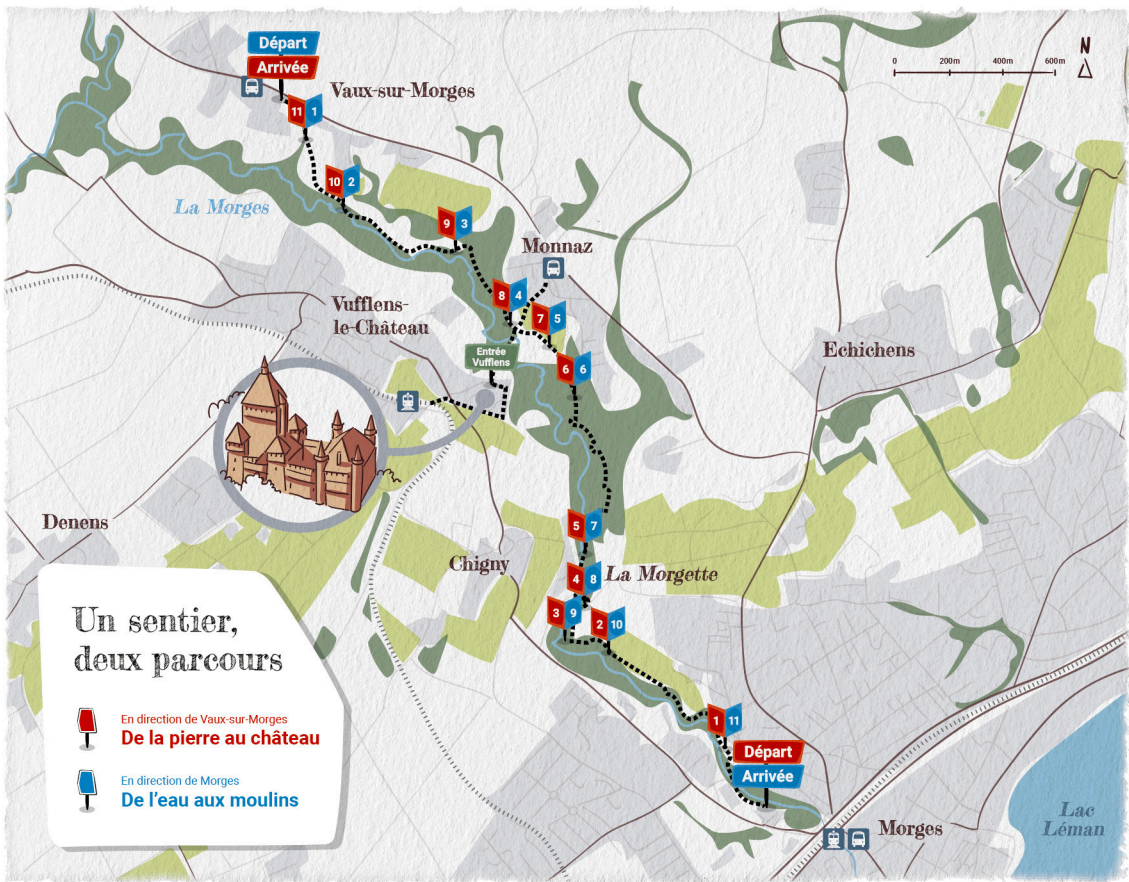 Départ
Arrivée
N
0 200m 400m 600m
Vaux-sur-Morges
11 1
10 2
La Morges
9 3
Monnaz
8 4
7 5
Vufflens-
le-Château
Entrée
Vufflens
Echichens
6 6
Denens
5 7
Chigny
4 8
La Morgette
3 9
2 10
Un sentier,
deux parcours
En direction de Vaux-sur-Morges
De la pierre au château
En direction de Morges
De l'eau aux moulins
1 11
Départ
Arrivée
Morges
Lac
Léman